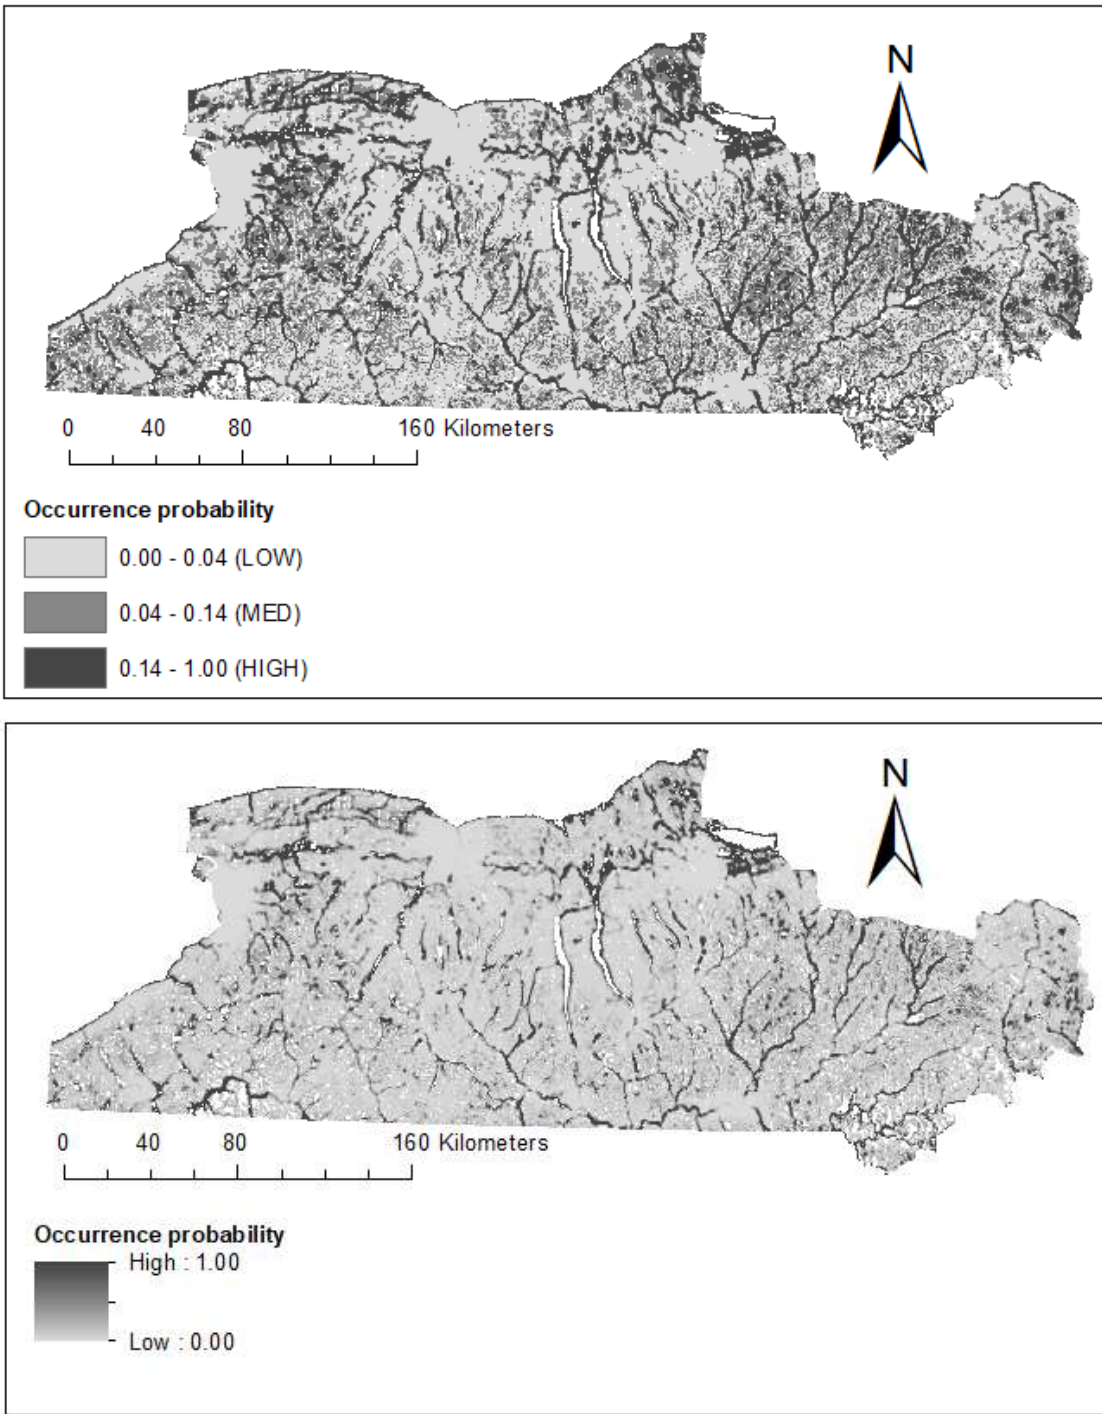 N
0 40 80 160 Kilometers
Occurrence probability
0.00 - 0.04 (LOW)
0.04 - 0.14 (MED)
0.14 - 1.00 (HIGH)
N
0 40 80 160 Kilometers
Occurrence probability
High : 1.00
Low : 0.00